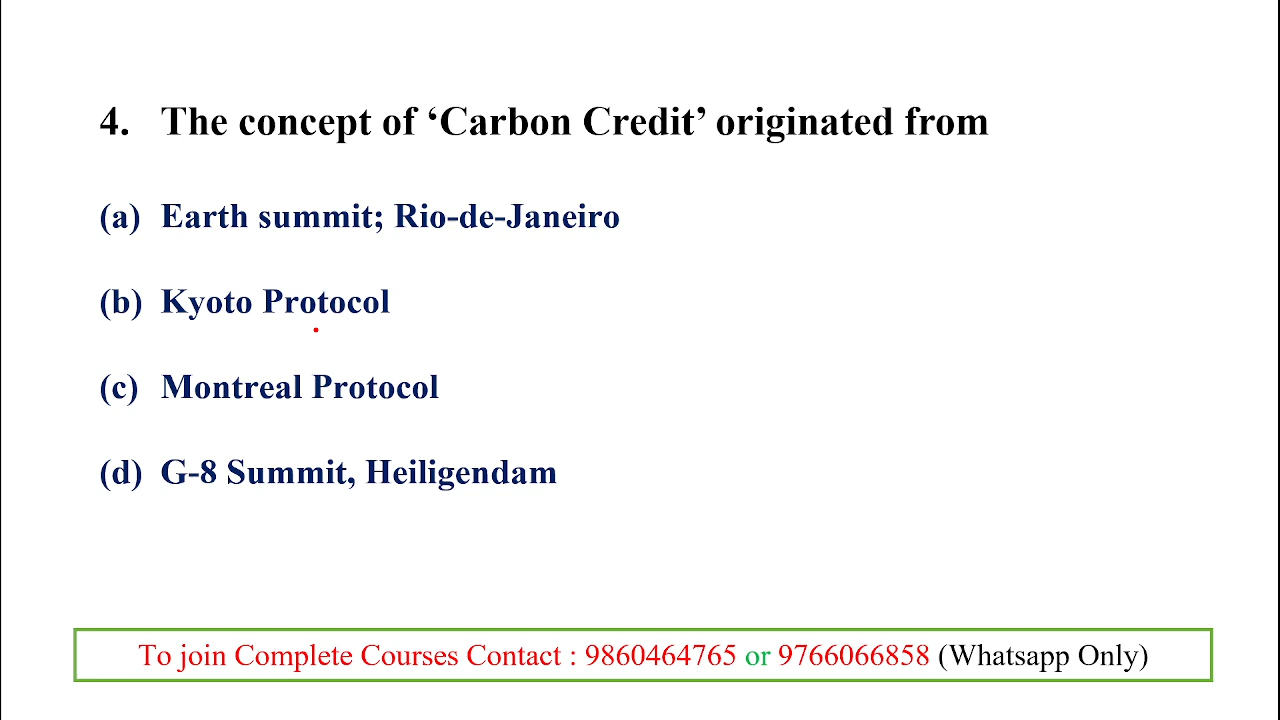 4. The concept of ‘Carbon Credit’ originated from
(a) Earth summit; Rio-de-Janeiro
(b) Kyoto Protocol
(c) Montreal Protocol
(d) G-8 Summit, Heiligendam
To join Complete Courses Contact : 9860464765 or 9766066858 (Whatsapp Only)